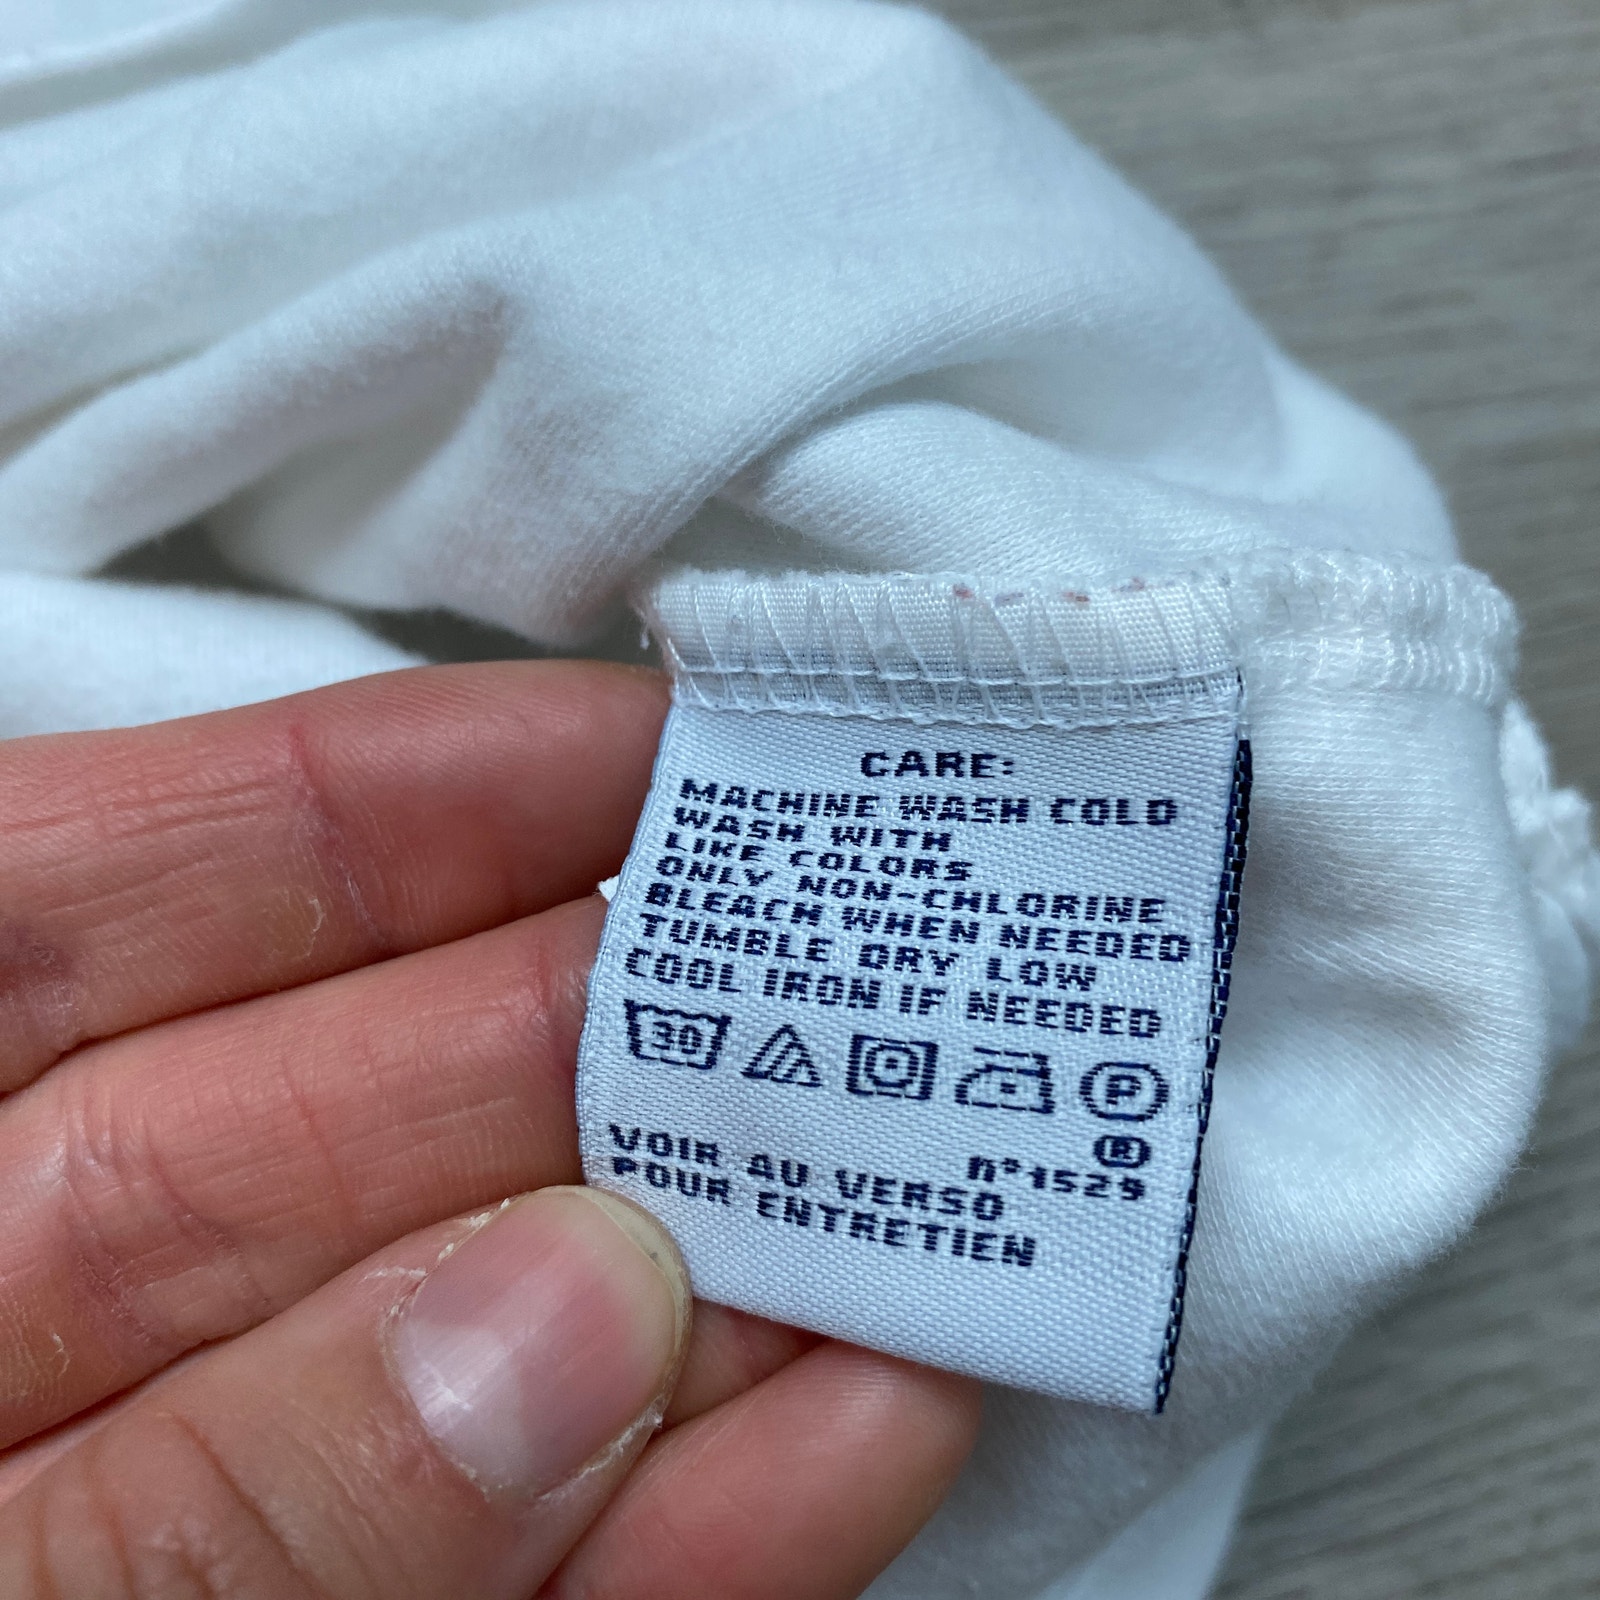 CARE:
MACHINE WASH COLD
WASH WITH
LIKE COLORS
ONLY NON-CHLORINE
BLEACH WHEN NEEDED
TUMBLE DRY LOW
COOL IRON IF NEEDED
30 P
®
n°1529
VOIR AU VERSO
POUR ENTRETIEN